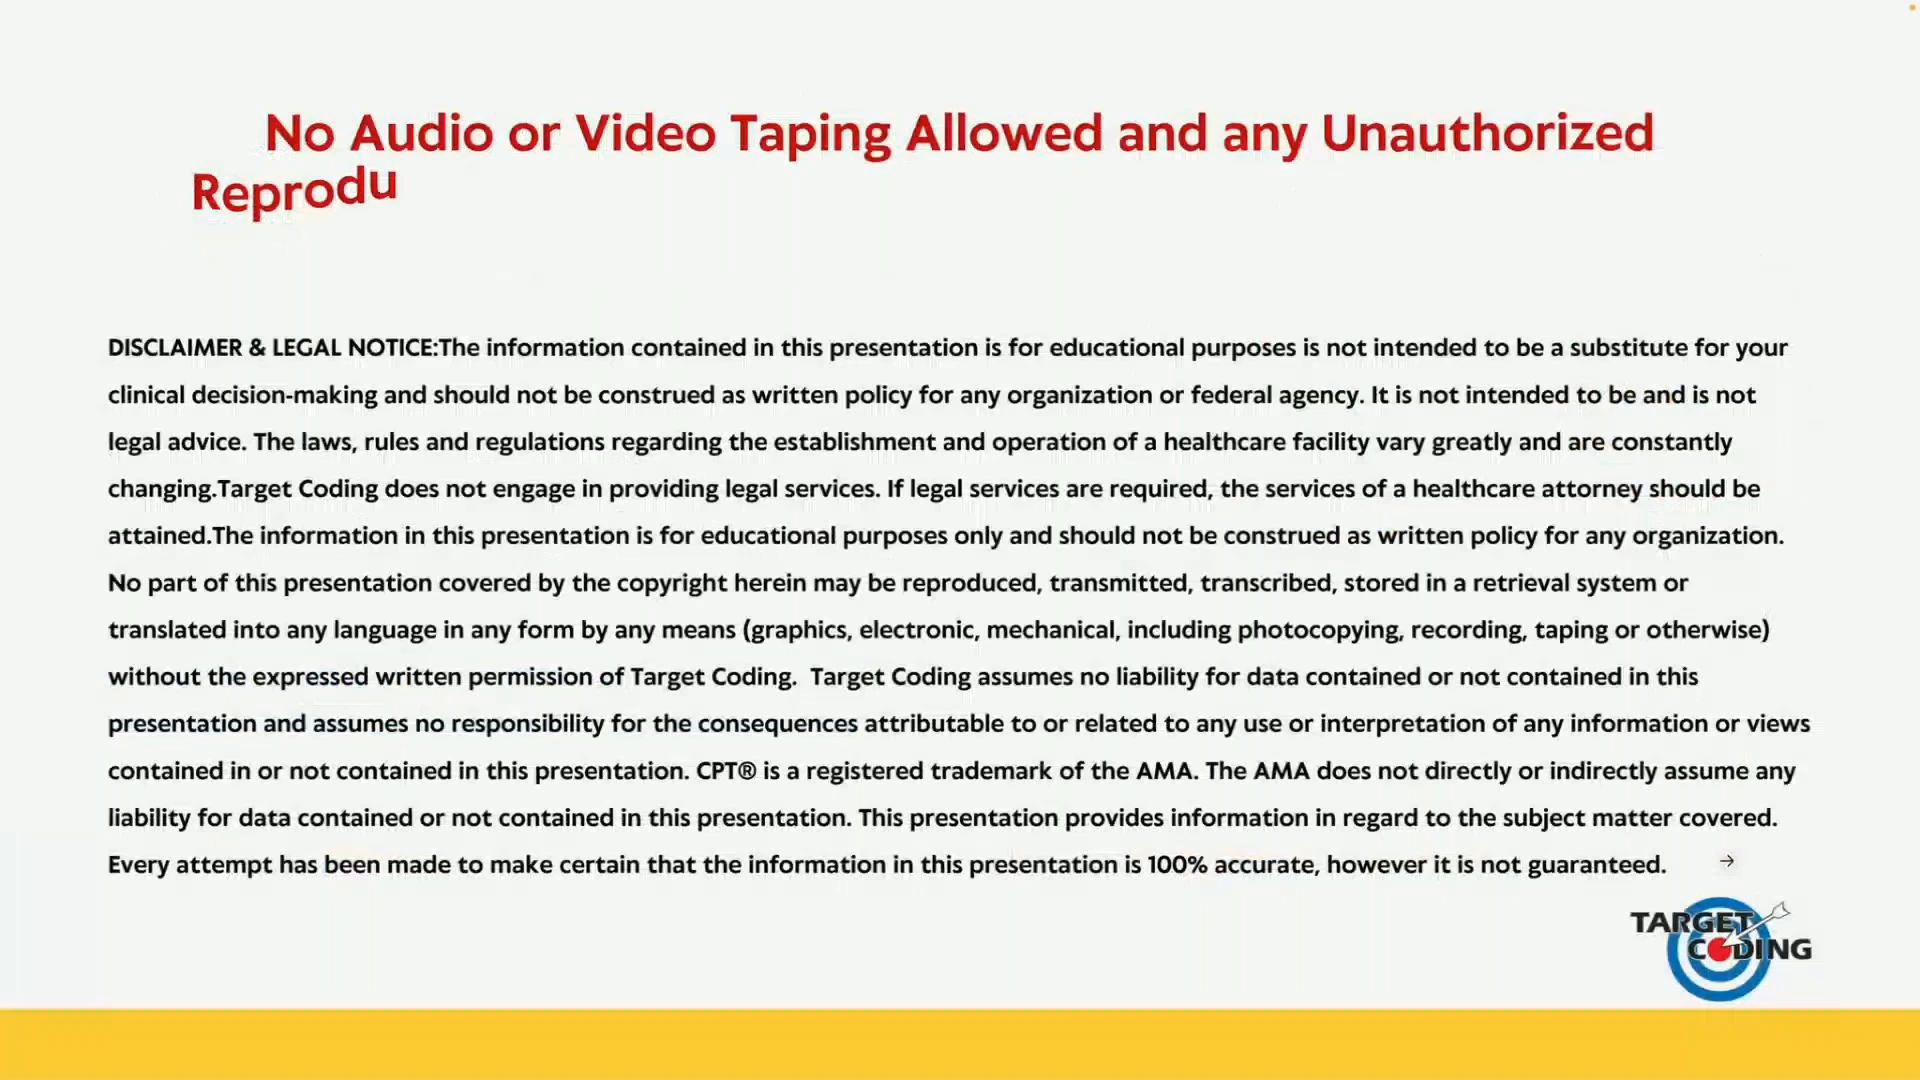 No Audio or Video Taping Allowed and any Unauthorized
Reprodu
DISCLAIMER & LEGAL NOTICE:The information contained in this presentation is for educational purposes is not intended to be a substitute for your
clinical decision-making and should not be construed as written policy for any organization or federal agency. It is not intended to be and is not
legal advice. The laws, rules and regulations regarding the establishment and operation of a healthcare facility vary greatly and are constantly
changing.Target Coding does not engage in providing legal services. If legal services are required, the services of a healthcare attorney should be
attained.The information in this presentation is for educational purposes only and should not be construed as written policy for any organization.
No part of this presentation covered by the copyright herein may be reproduced, transmitted, transcribed, stored in a retrieval system or
translated into any language in any form by any means (graphics, electronic, mechanical, including photocopying, recording, taping or otherwise)
without the expressed written permission of Target Coding.  Target Coding assumes no liability for data contained or not contained in this
presentation and assumes no responsibility for the consequences attributable to or related to any use or interpretation of any information or views
contained in or not contained in this presentation. CPT® is a registered trademark of the AMA. The AMA does not directly or indirectly assume any
liability for data contained or not contained in this presentation. This presentation provides information in regard to the subject matter covered.
Every attempt has been made to make certain that the information in this presentation is 100% accurate, however it is not guaranteed.
TARGET
CODING